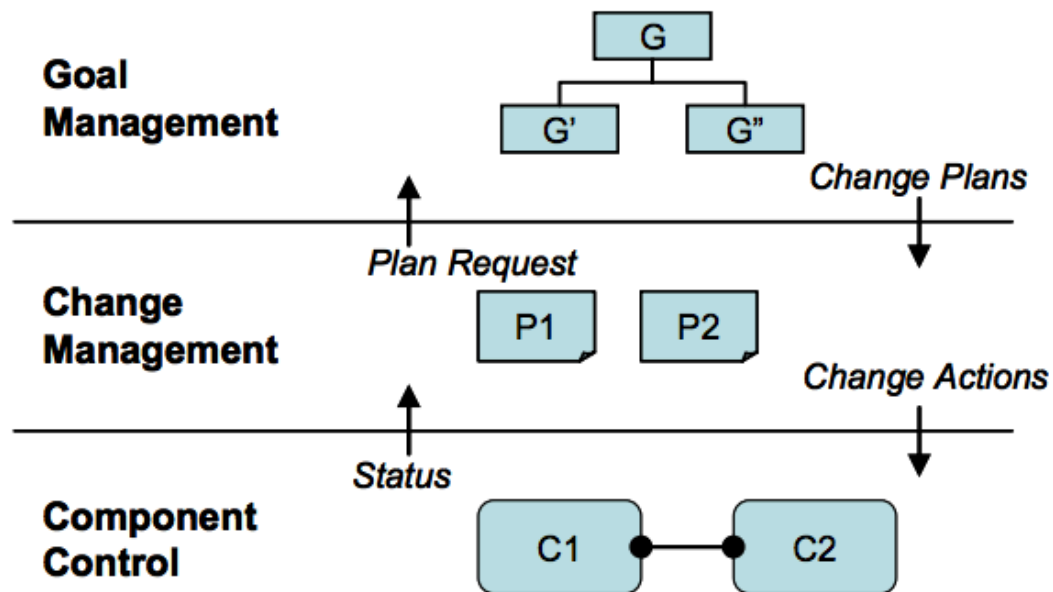 G
Goal
Management
G' G"
Change Plans
Plan Request
Change
Management
P1 P2
Change Actions
Status
Component
Control
C1 C2